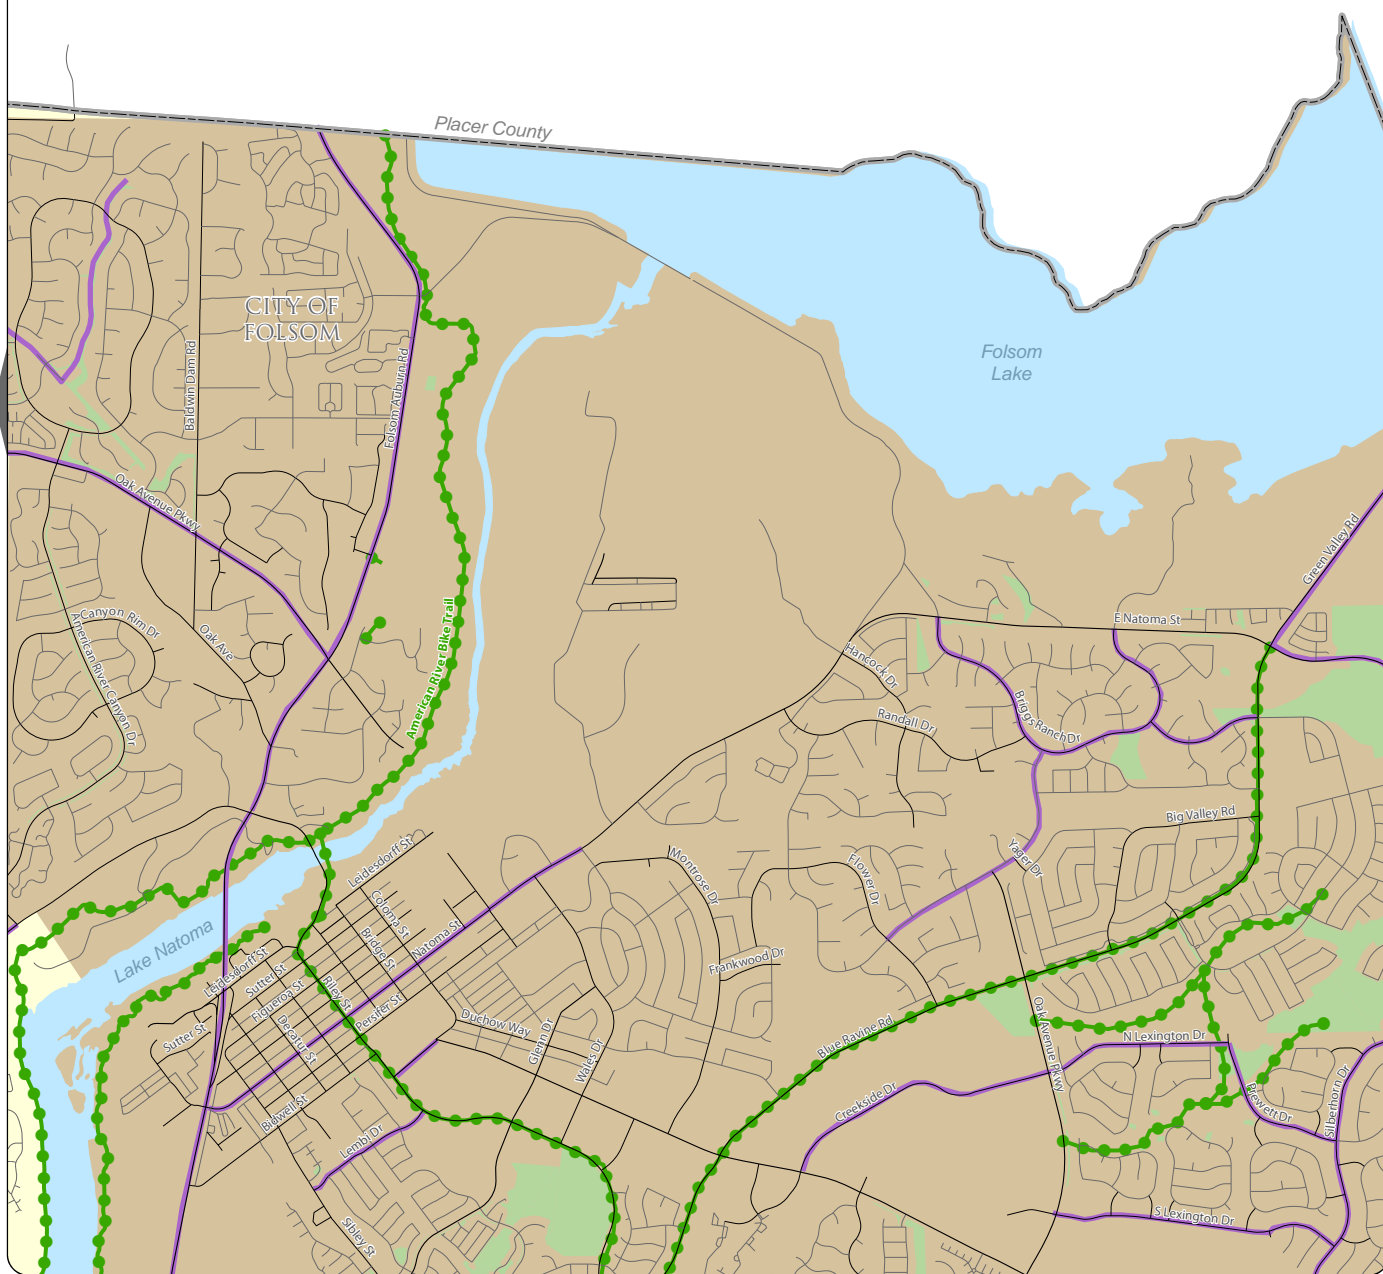 Placer County
CITY OF
FOLSOM
Folsom
Lake
Baldwin Dam Rd
Folsom Auburn Rd
Oak Avenue Pkwy
Green Valley Rd
Canyon Rim Dr
American River Canyon Dr
Oak Ave
American River Bike Trail
E Natoma St
Hancock Dr
Randall Dr
Briggs Ranch Dr
Big Valley Rd
Yager Dr
Leidesdorff St
Montrose Dr
Flower Dr
Coloma St
Bridge St
Natoma St
Lake Natoma
Frankwood Dr
Leidesdorff St
Sutter St
Figueroa St
Riley St
Persifer St
Duchow Way
Glenn Dr
Wales Dr
Sutter St
Decatur St
Blue Ravine Rd
Oak Avenue Pkwy
N Lexington Dr
Creekside Dr
Prewett Dr
Silberhorn Dr
Bidwell St
Lembi Dr
S Lexington Dr
Sibley St